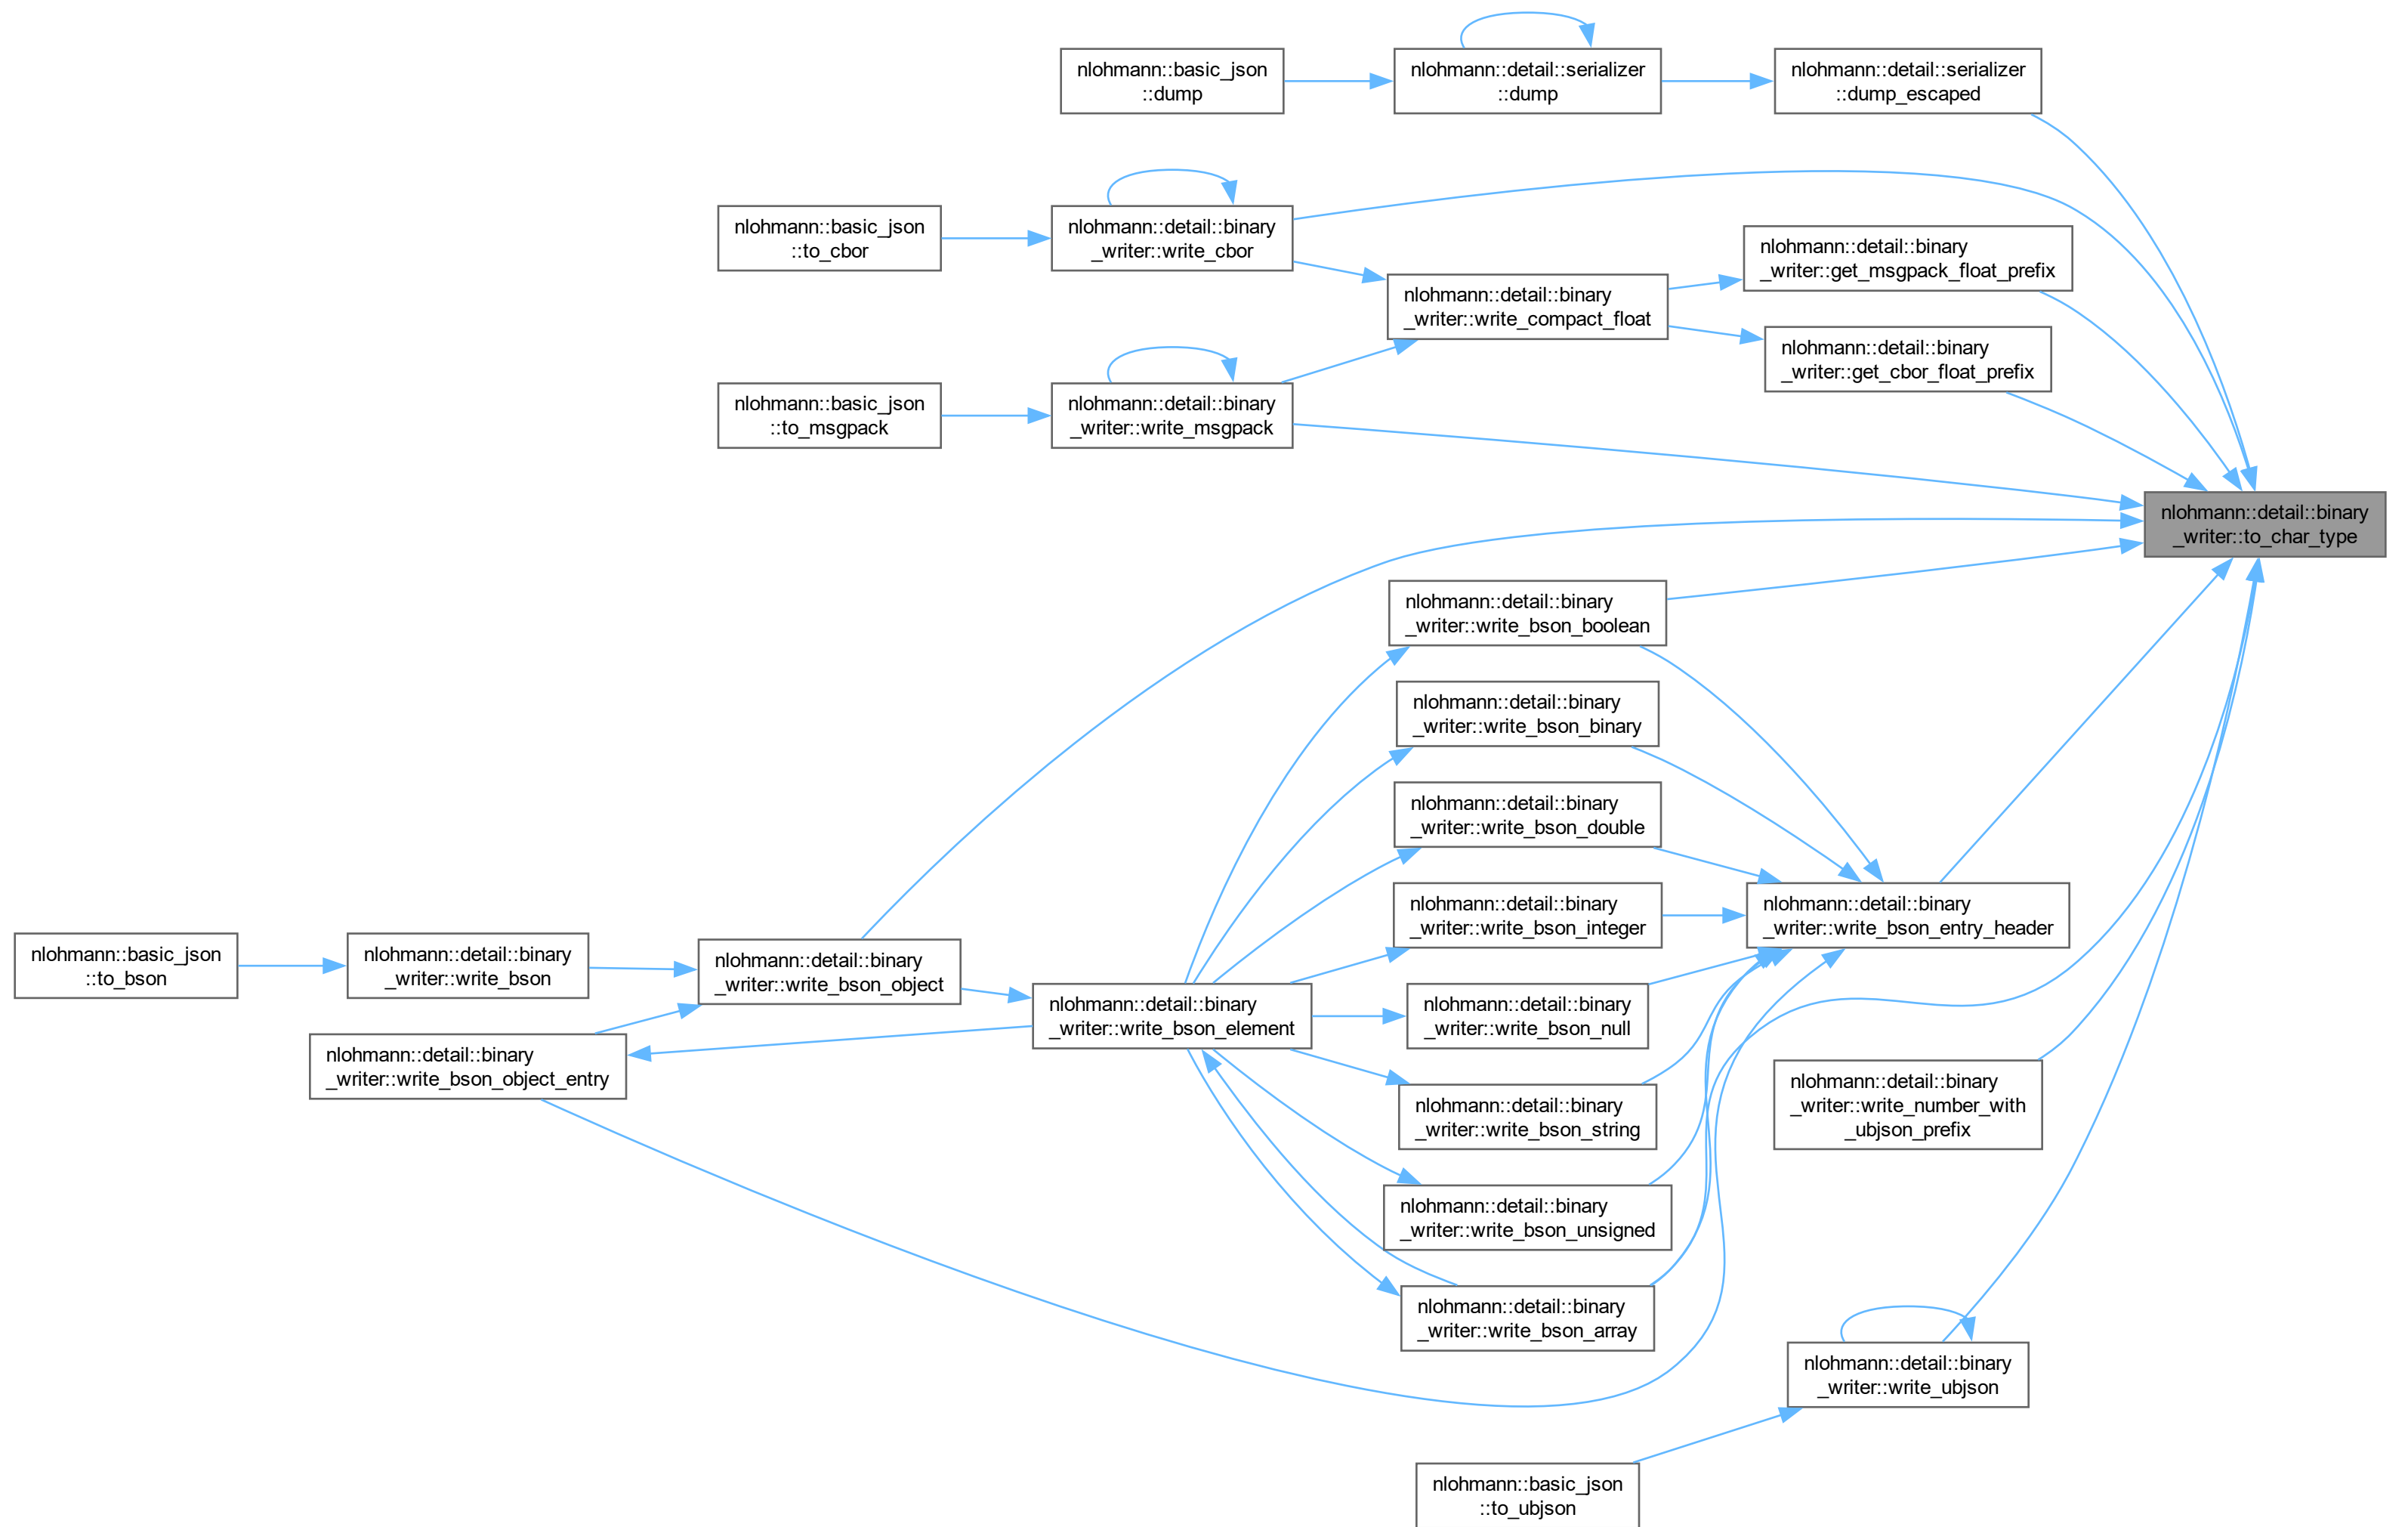 nlohmann::basic_json
::dump
nlohmann::detail::serializer
::dump
nlohmann::detail::serializer
::dump_escaped
nlohmann::basic_json
::to_cbor
nlohmann::detail::binary
_writer::write_cbor
nlohmann::detail::binary
_writer::get_msgpack_float_prefix
nlohmann::detail::binary
_writer::write_compact_float
nlohmann::detail::binary
_writer::get_cbor_float_prefix
nlohmann::basic_json
::to_msgpack
nlohmann::detail::binary
_writer::write_msgpack
nlohmann::detail::binary
_writer::to_char_type
nlohmann::detail::binary
_writer::write_bson_boolean
nlohmann::detail::binary
_writer::write_bson_binary
nlohmann::detail::binary
_writer::write_bson_double
nlohmann::detail::binary
_writer::write_bson_integer
nlohmann::detail::binary
_writer::write_bson_entry_header
nlohmann::basic_json
::to_bson
nlohmann::detail::binary
_writer::write_bson
nlohmann::detail::binary
_writer::write_bson_object
nlohmann::detail::binary
_writer::write_bson_element
nlohmann::detail::binary
_writer::write_bson_null
nlohmann::detail::binary
_writer::write_bson_object_entry
nlohmann::detail::binary
_writer::write_bson_string
nlohmann::detail::binary
_writer::write_number_with
_ubjson_prefix
nlohmann::detail::binary
_writer::write_bson_unsigned
nlohmann::detail::binary
_writer::write_bson_array
nlohmann::detail::binary
_writer::write_ubjson
nlohmann::basic_json
::to_ubjson